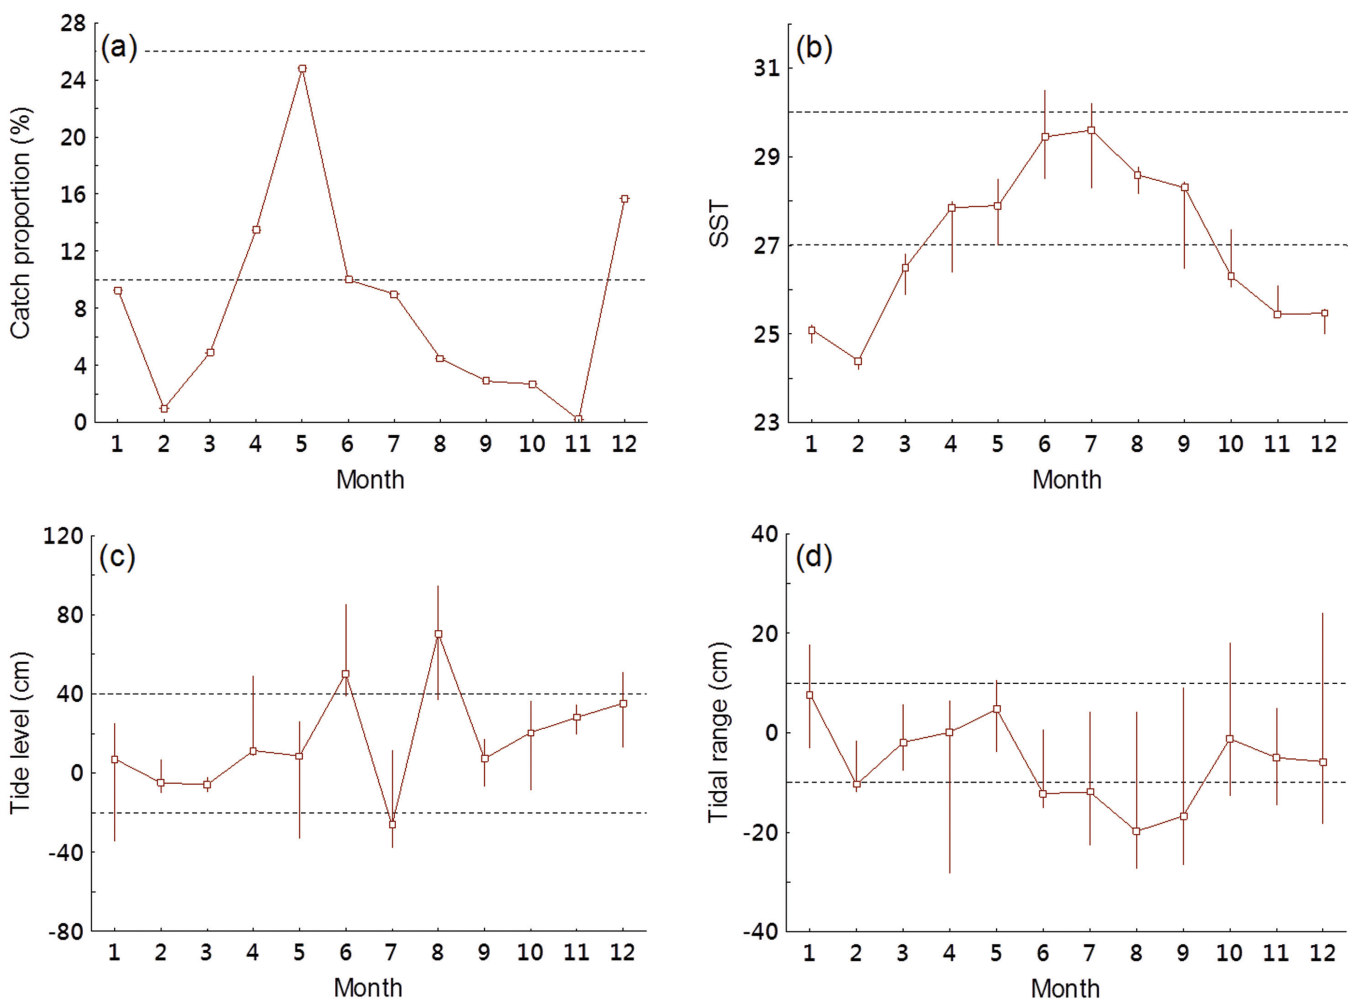 (a)
Catch proportion (%)
28
24
20
16
12
8
4
0
1 2 3 4 5 6 7 8 9 10 11 12
Month
(b)
SST
31
29
27
25
23
1 2 3 4 5 6 7 8 9 10 11 12
Month
(c)
Tide level (cm)
120
80
40
0
-40
-80
1 2 3 4 5 6 7 8 9 10 11 12
Month
(d)
Tidal range (cm)
40
20
0
-20
-40
1 2 3 4 5 6 7 8 9 10 11 12
Month